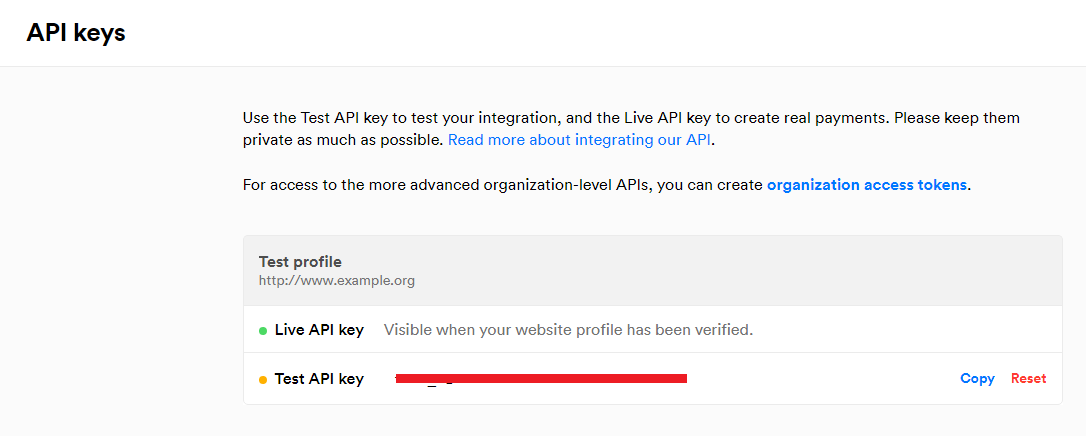 API keys
Use the Test API key to test your integration, and the Live API key to create real payments. Please keep them
private as much as possible. Read more about integrating our API.
For access to the more advanced organization-level APIs, you can create organization access tokens.
Test profile
http://www.example.org
Live API key Visible when your website profile has been verified.
Test API key Copy Reset